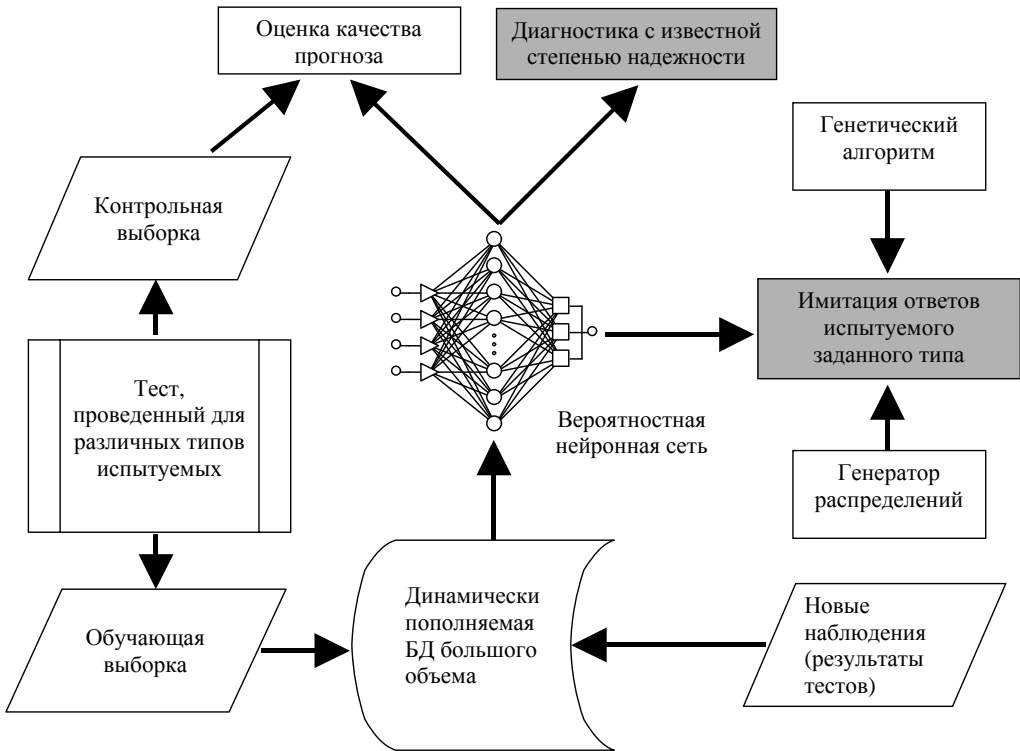 Оценка качества
прогноза
Диагностика с известной
степенью надежности
Генетический
алгоритм
Контрольная
выборка
Имитация ответов
испытуемого
заданного типа
Тест,
проведенный для
различных типов
испытуемых
Вероятностная
нейронная сеть
Генератор
распределений
Обучающая
выборка
Динамически
пополняемая
БД большого
объема
Новые
наблюдения
(результаты
тестов)